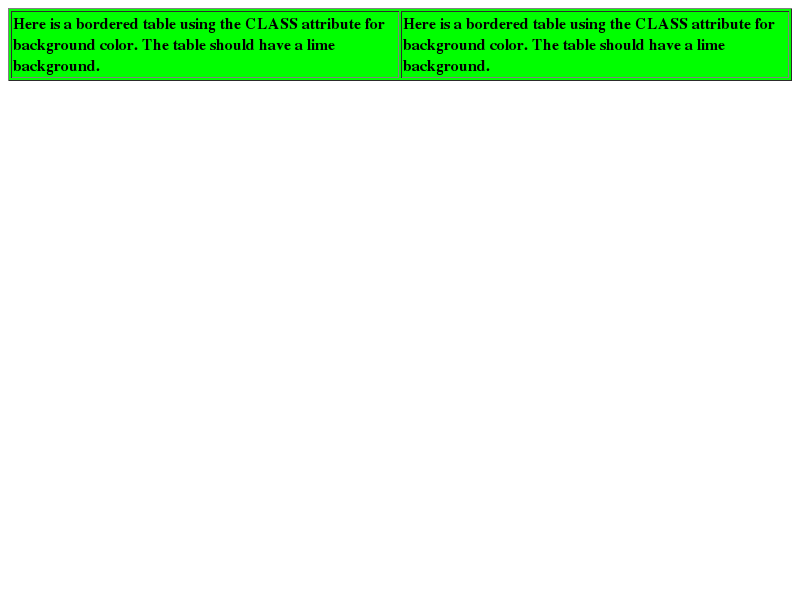 Here is a bordered table using the CLASS attribute for
background color. The table should have a lime
background.
Here is a bordered table using the CLASS attribute for
background color. The table should have a lime
background.